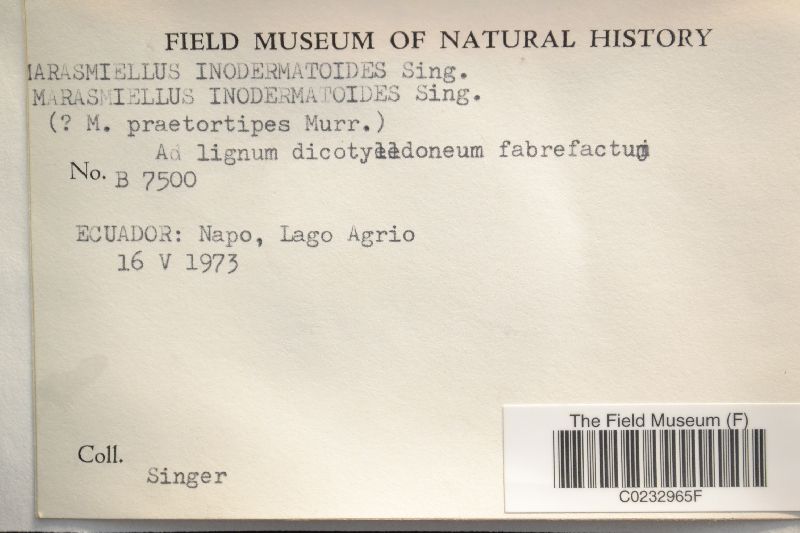 FIELD MUSEUM OF NATURAL HISTORY
MARASMIELLUS INODERMATOIDES Sing.
MARASMIELLUS INODERMATOIDES Sing.
(? M. praetortipes Murr.)
Ad lignum dicotyledoneum fabrefactum
No. B 7500
ECUADOR: Napo, Lago Agrio
16 V 1973
Coll. Singer
The Field Museum (F)
C0232965F